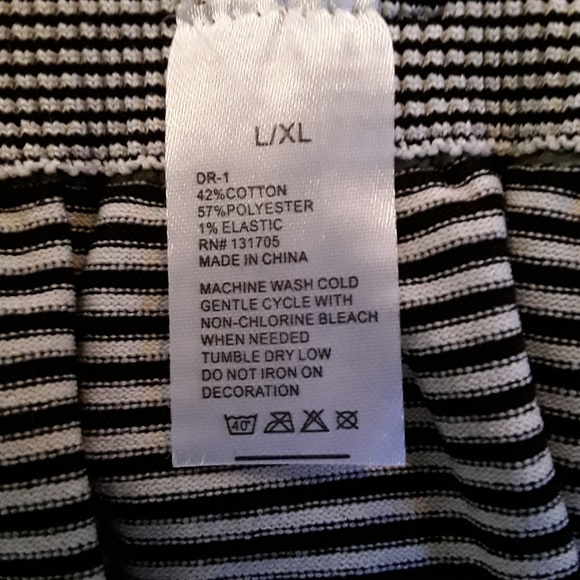 L/XL
DR-1
42%COTTON
57%POLYESTER
1% ELASTIC
RN# 131705
MADE IN CHINA
MACHINE WASH COLD
GENTLE CYCLE WITH
NON-CHLORINE BLEACH
WHEN NEEDED
TUMBLE DRY LOW
DO NOT IRON ON
DECORATION
40°